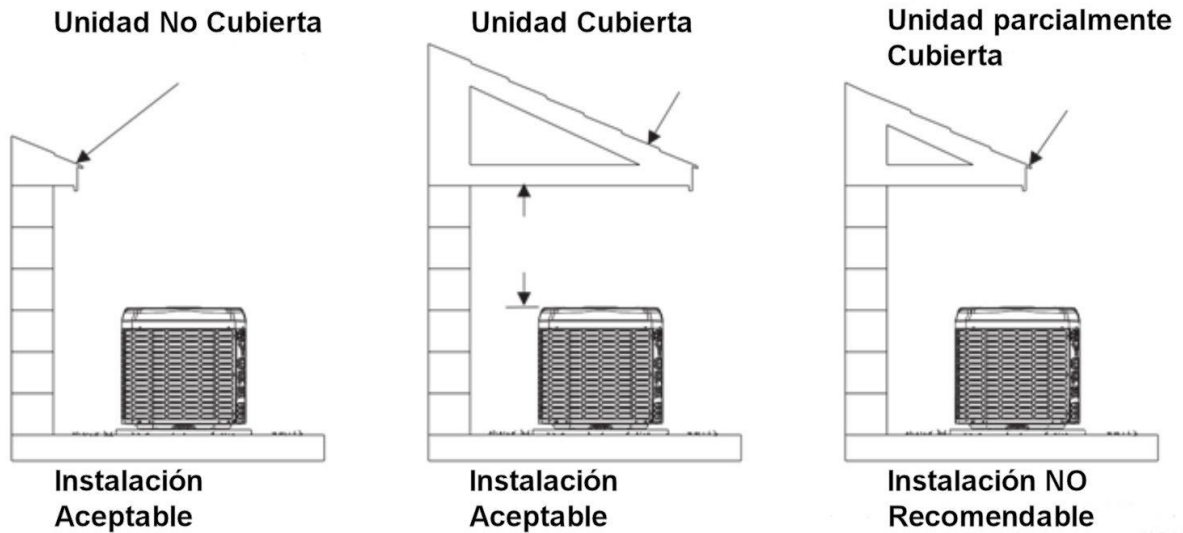 Unidad No Cubierta
Unidad Cubierta
Unidad parcialmente
Cubierta
Instalación
Aceptable
Instalación
Aceptable
Instalación NO
Recomendable